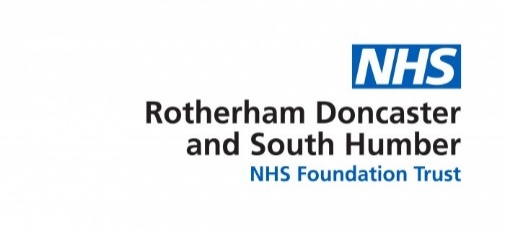 NHS
Rotherham Doncaster
and South Humber
NHS Foundation Trust